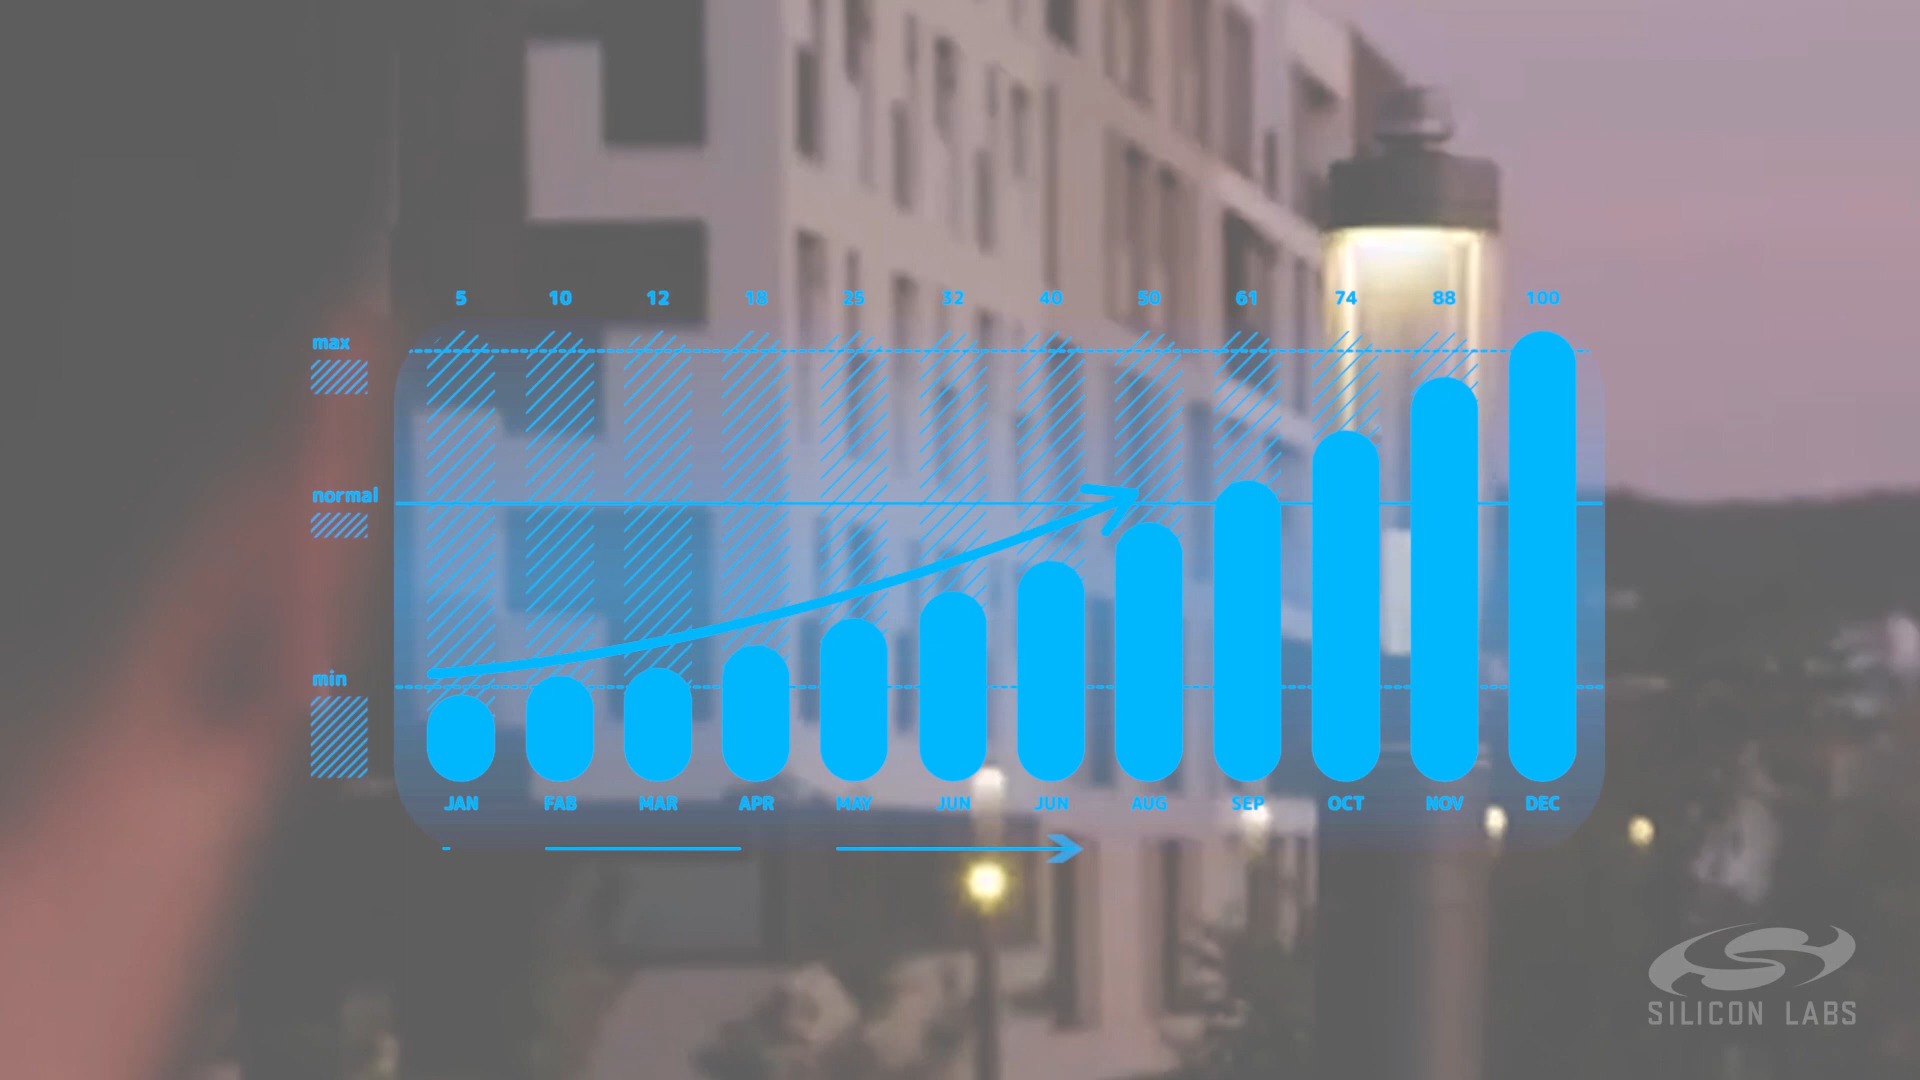 5 10 12 18 25 32 40 50 61 74 88 100
max
normal
min
JAN FAB MAR APR MAY JUN JUN AUG SEP OCT NOV DEC
SILICON LABS